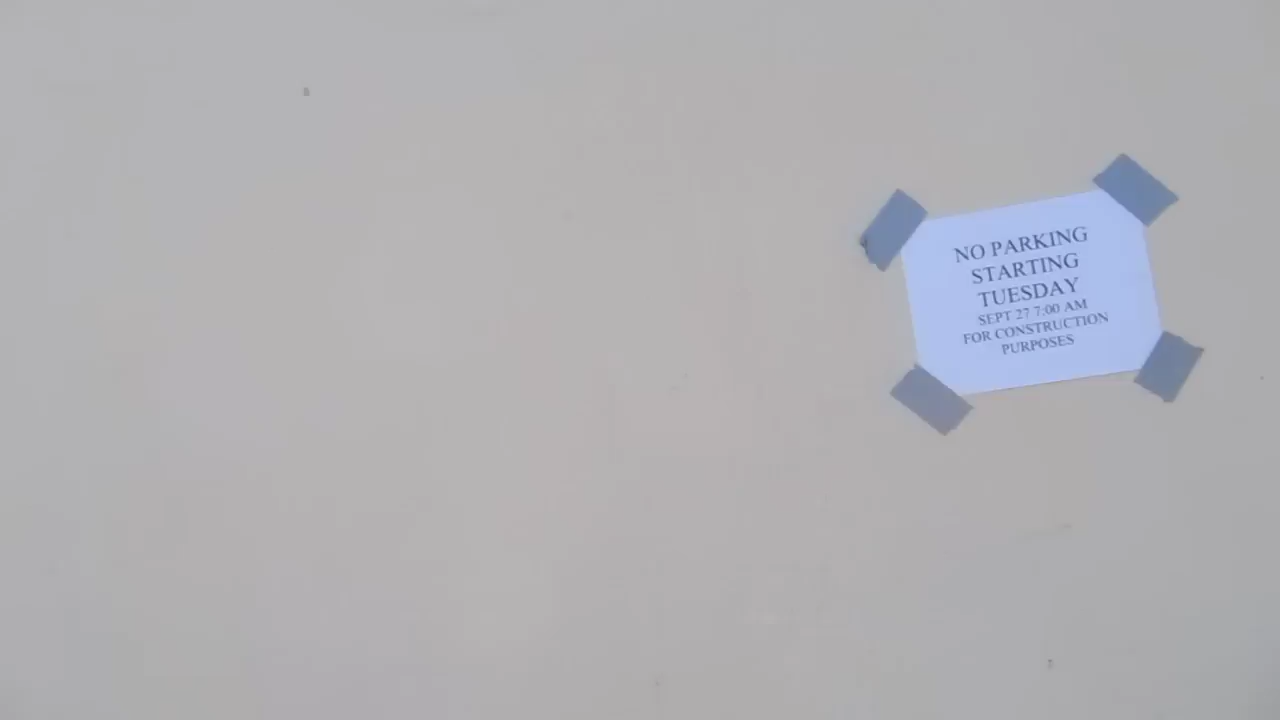 NO PARKING
STARTING
TUESDAY
SEPT 27 7:00 AM
FOR CONSTRUCTION
PURPOSES